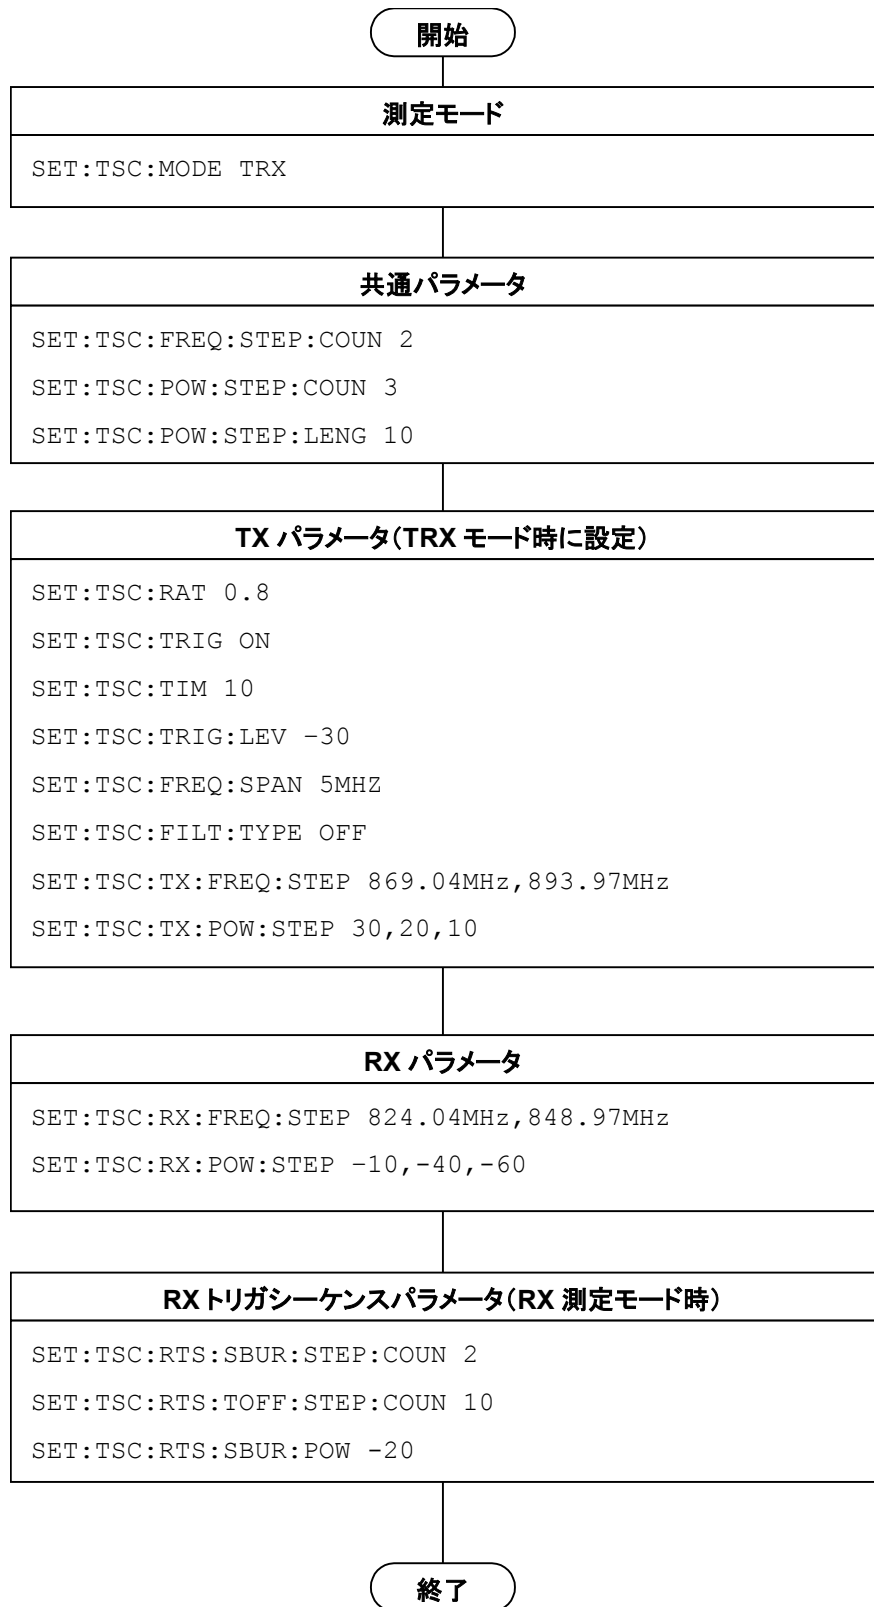 開始
測定モード
SET:TSC:MODE TRX
共通パラメータ
SET:TSC:FREQ:STEP:COUN 2
SET:TSC:POW:STEP:COUN 3
SET:TSC:POW:STEP:LENG 10
TX パラメータ（TRX モード時に設定）
SET:TSC:RAT 0.8
SET:TSC:TRIG ON
SET:TSC:TIM 10
SET:TSC:TRIG:LEV –30
SET:TSC:FREQ:SPAN 5MHZ
SET:TSC:FILT:TYPE OFF
SET:TSC:TX:FREQ:STEP 869.04MHz,893.97MHz
SET:TSC:TX:POW:STEP 30,20,10
RX パラメータ
SET:TSC:RX:FREQ:STEP 824.04MHz,848.97MHz
SET:TSC:RX:POW:STEP –10,-40,-60
RX トリガシーケンスパラメータ（RX 測定モード時）
SET:TSC:RTS:SBUR:STEP:COUN 2
SET:TSC:RTS:TOFF:STEP:COUN 10
SET:TSC:RTS:SBUR:POW -20
終了